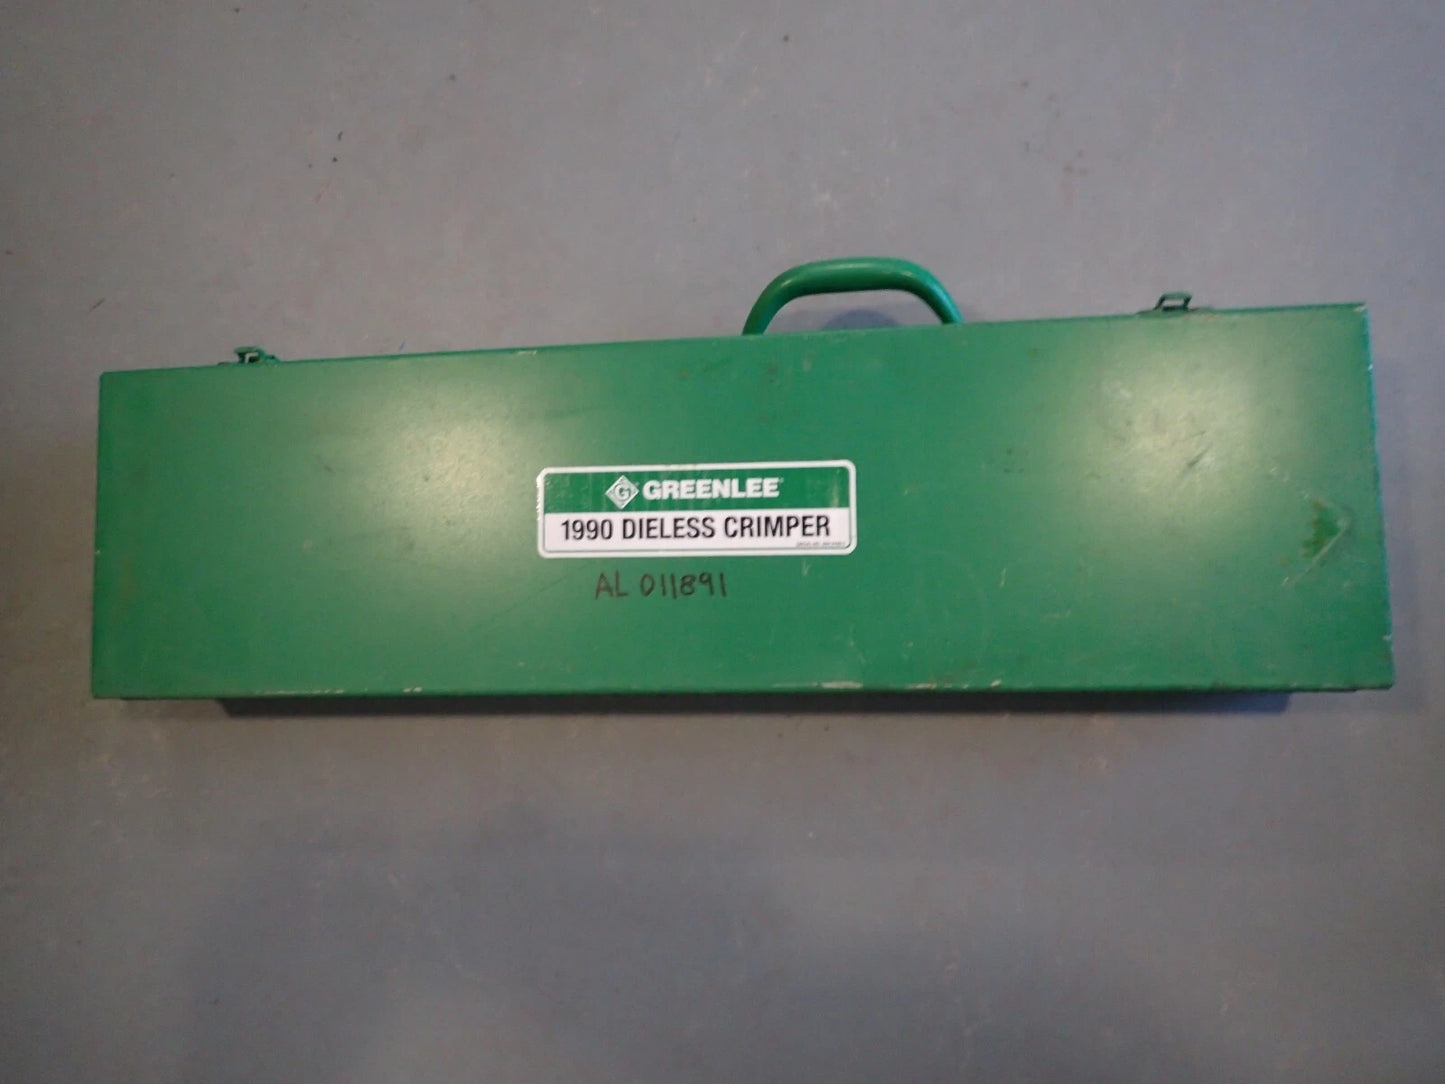 G GREENLEE
1990 DIELESS CRIMPER
AL 011891